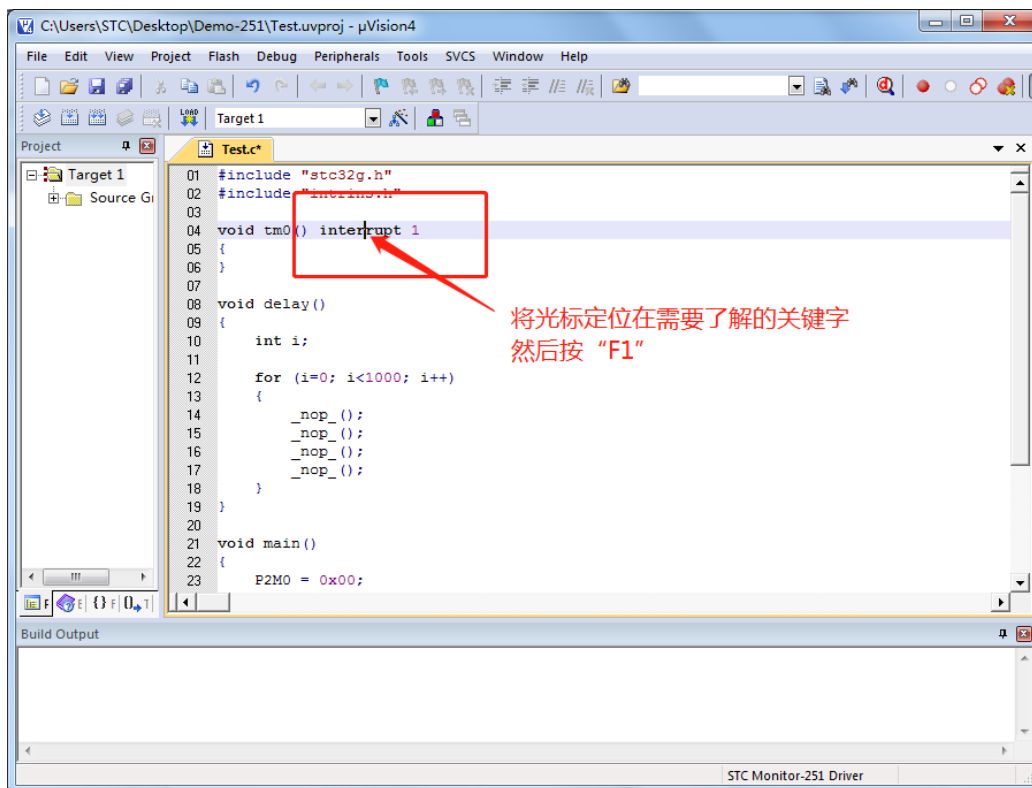 C:\Users\STC\Desktop\Demo-251\Test.uvproj - µVision4
File Edit View Project Flash Debug Peripherals Tools SVCS Window Help
LOAD Target 1
Project
Test.c*
Target 1
Source Gr
01 #include "stc32g.h"
02 #include "intrins.h"
03
04 void tm0() interrupt 1
05 {
06 }
07
08 void delay()
09 {
10 int i;
11
12 for (i=0; i<1000; i++)
13 {
14 _nop_();
15 _nop_();
16 _nop_();
17 _nop_();
18 }
19 }
20
21 void main()
22 {
23 P2M0 = 0x00;
将光标定位在需要了解的关键字
然后按“F1”
Build Output
STC Monitor-251 Driver